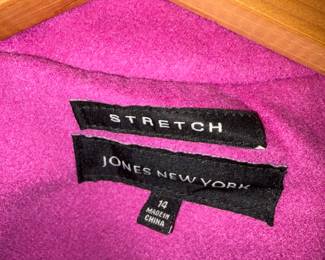 STRETCH
JONES NEW YORK
14
MADE IN
CHINA